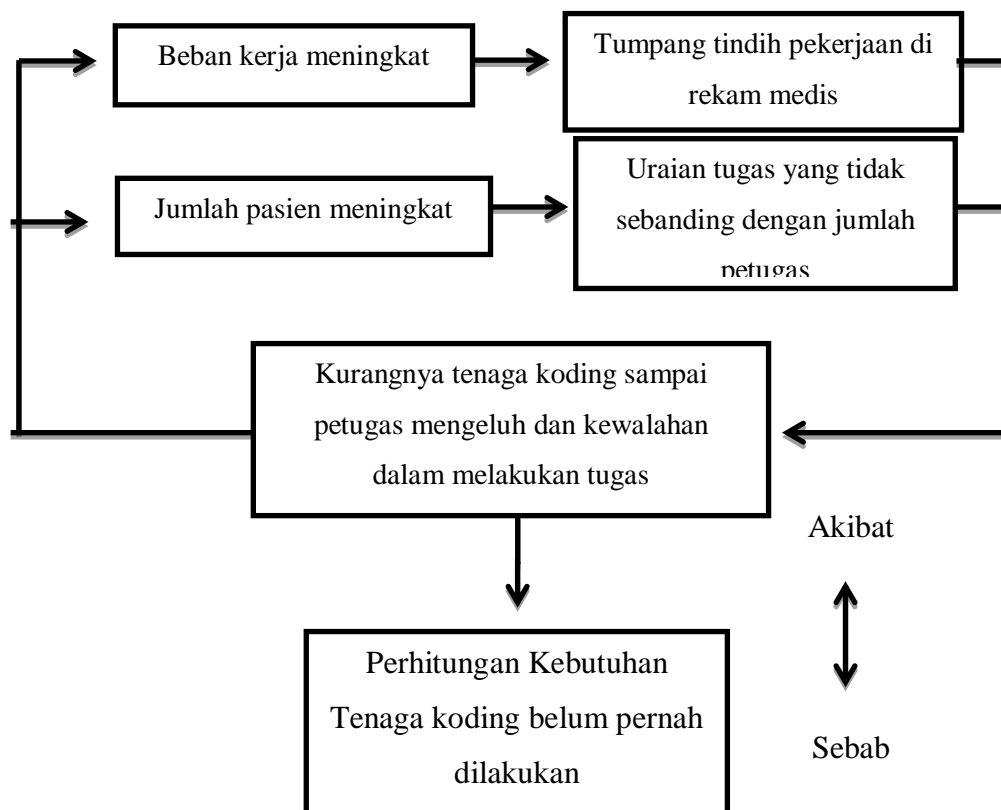 Beban kerja meningkat
Tumpang tindih pekerjaan di
rekam medis
Jumlah pasien meningkat
Uraian tugas yang tidak
sebanding dengan jumlah
petugas
Kurangnya tenaga koding sampai
petugas mengeluh dan kewalahan
dalam melakukan tugas
Akibat
Perhitungan Kebutuhan
Tenaga koding belum pernah
dilakukan
Sebab